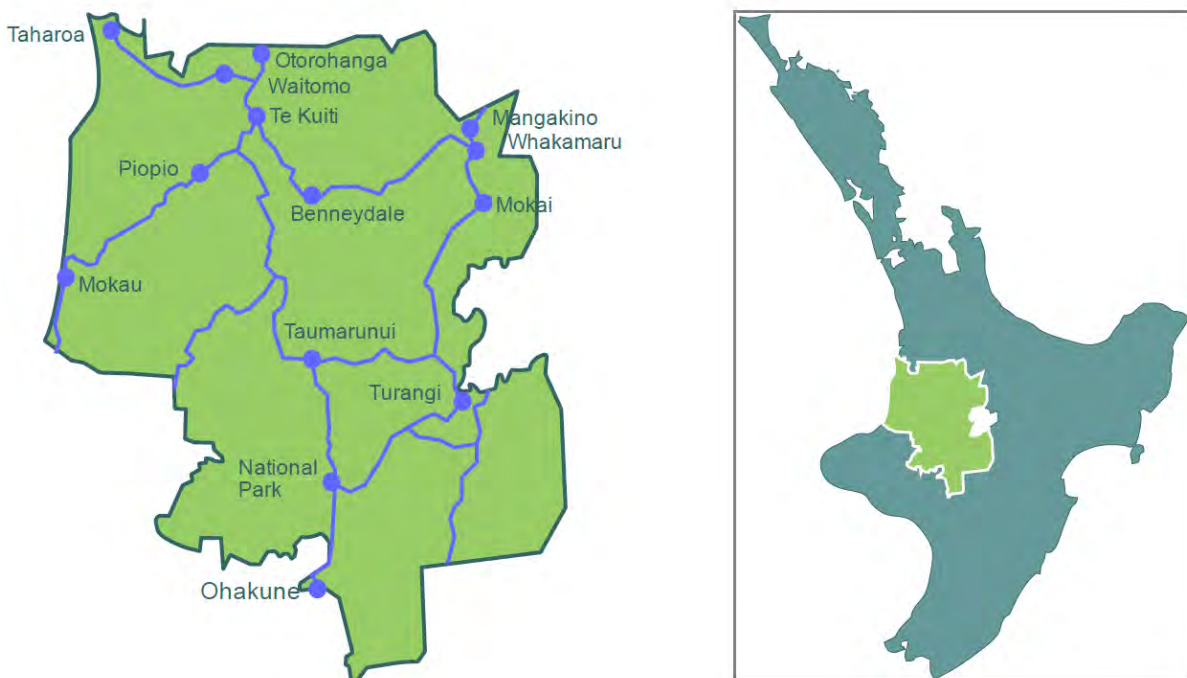 Taharoa
Otorohanga
Waitomo
Te Kuiti
Mangakino
Whakamaru
Piopio
Benneydale
Mokai
Mokau
Taumarunui
Turangi
National
Park
Ohakune